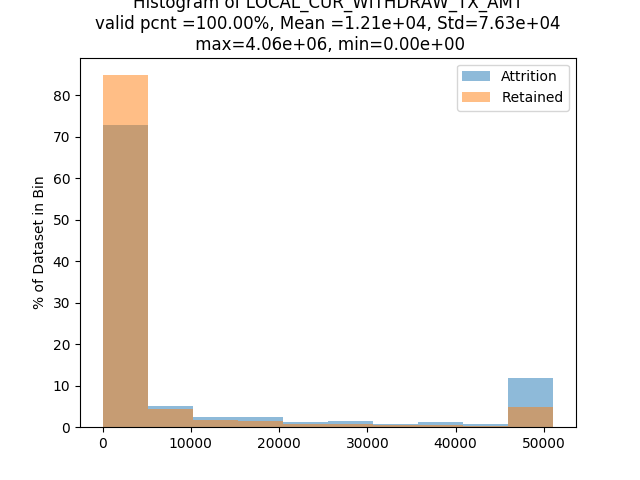 Histogram of LOCAL_CUR_WITHDRAW_TX_AMT
valid pcnt =100.00%, Mean =1.21e+04, Std=7.63e+04
max=4.06e+06, min=0.00e+00
Attrition
Retained
% of Dataset in Bin
80
70
60
50
40
30
20
10
0
0 10000 20000 30000 40000 50000